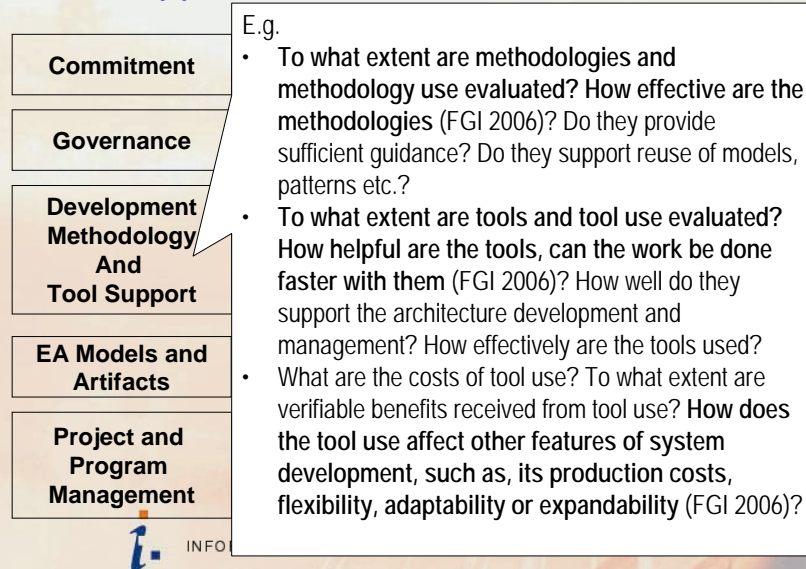 Commitment
Governance
Development
Methodology
And
Tool Support
EA Models and
Artifacts
Project and
Program
Management
E.g.
• To what extent are methodologies and
methodology use evaluated? How effective are the
methodologies (FGI 2006)? Do they provide
sufficient guidance? Do they support reuse of models,
patterns etc.?
• To what extent are tools and tool use evaluated?
How helpful are the tools, can the work be done
faster with them (FGI 2006)? How well do they
support the architecture development and
management? How effectively are the tools used?
• What are the costs of tool use? To what extent are
verifiable benefits received from tool use? How does
the tool use affect other features of system
development, such as, its production costs,
flexibility, adaptability or expandability (FGI 2006)?
INFO